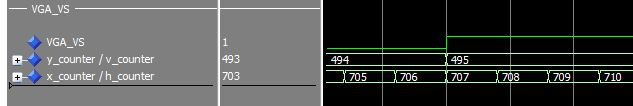 VGA_VS
VGA_VS 1
y_counter / v_counter 493 494 495
x_counter / h_counter 703 705 706 707 708 709 710